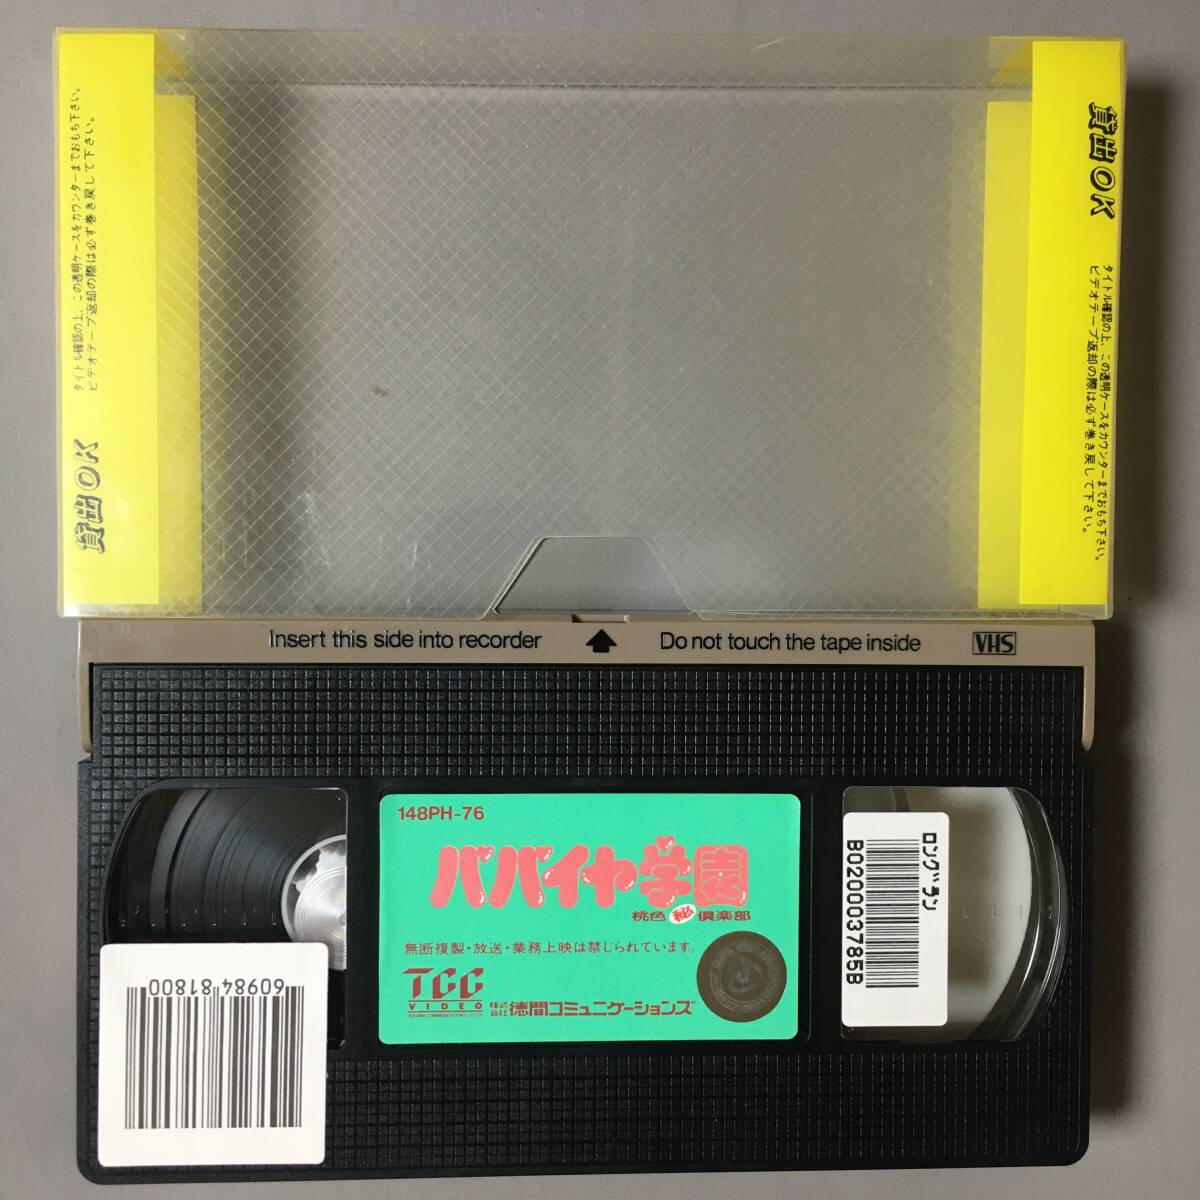 貸出OK
タイトル確認の上、この透明ケースをカウンターまでおもち下さい。
ビデオテープ返却の際は必ず巻き戻して下さい。
貸出OK
タイトル確認の上、この透明ケースをカウンターまでおもち下さい。
ビデオテープ返却の際は必ず巻き戻して下さい。
Insert this side into recorder
Do not touch the tape inside
VHS
148PH-76
パパイヤ学園
桃色㊙倶楽部
無断複製・放送・業務上映は禁じられています。
TCC
VIDEO
株式会社 徳間コミュニケーションズ
ロングラン
B0200003785B
60984 81800